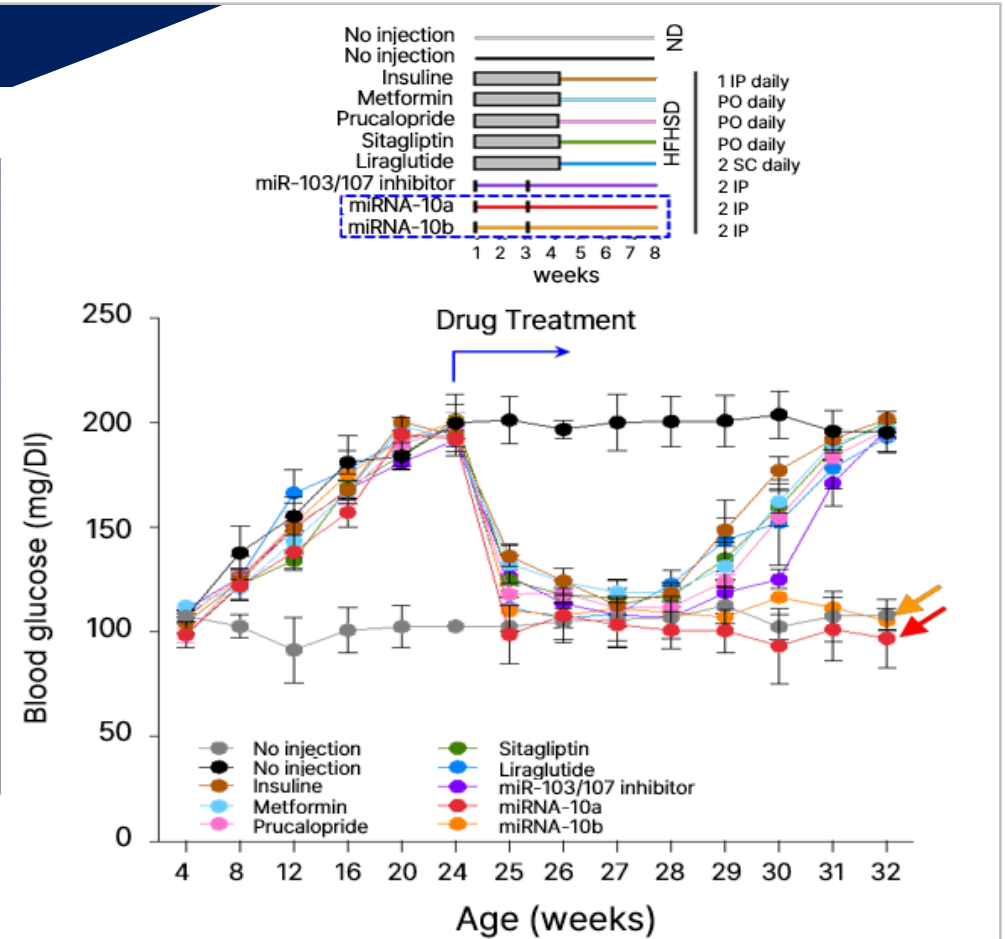 No injection
No injection
ND
Insuline
1 IP daily
Metformin
PO daily
Prucalopride
PO daily
Sitagliptin
PO daily
Liraglutide
2 SC daily
HFHSD
miR-103/107 inhibitor
2 IP
miRNA-10a
2 IP
miRNA-10b
2 IP
1 2 3 4 5 6 7 8
weeks
Drug Treatment
Blood glucose (mg/Dl)
250
200
150
100
50
0
No injection
No injection
Insuline
Metformin
Prucalopride
Sitagliptin
Liraglutide
miR-103/107 inhibitor
miRNA-10a
miRNA-10b
4 8 12 16 20 24 25 26 27 28 29 30 31 32
Age (weeks)